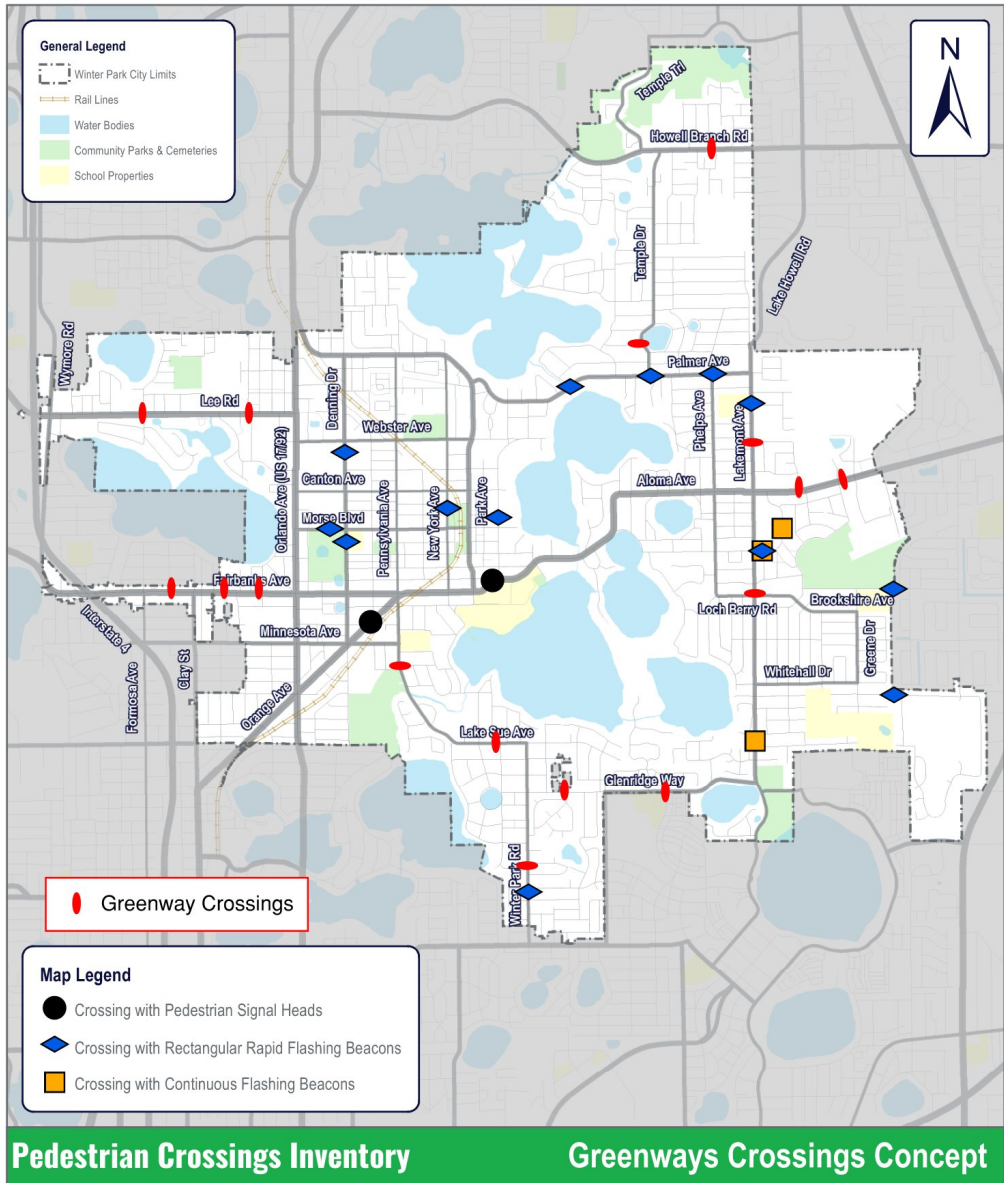 General Legend
Winter Park City Limits
Rail Lines
Water Bodies
Community Parks & Cemeteries
School Properties
N
Temple Trl
Howell Branch Rd
Temple Dr
Lake Howell Rd
Wymore Rd
Palmer Ave
Lee Rd
Denning Dr
Phelps Ave
Lakemont Ave
Webster Ave
Orlando Ave (US 17/92)
Canton Ave
Aloma Ave
Pennsylvania Ave
New York Ave
Park Ave
Morse Blvd
Fairbanks Ave
Interstate 4
Minnesota Ave
Loch Berry Rd
Brookshire Ave
Greene Dr
Whitehall Dr
Formosa Ave
Clay St
Orange Ave
Lake Sue Ave
Glenridge Way
Winter Park Rd
Greenway Crossings
Map Legend
Crossing with Pedestrian Signal Heads
Crossing with Rectangular Rapid Flashing Beacons
Crossing with Continuous Flashing Beacons
Pedestrian Crossings Inventory
Greenways Crossings Concept